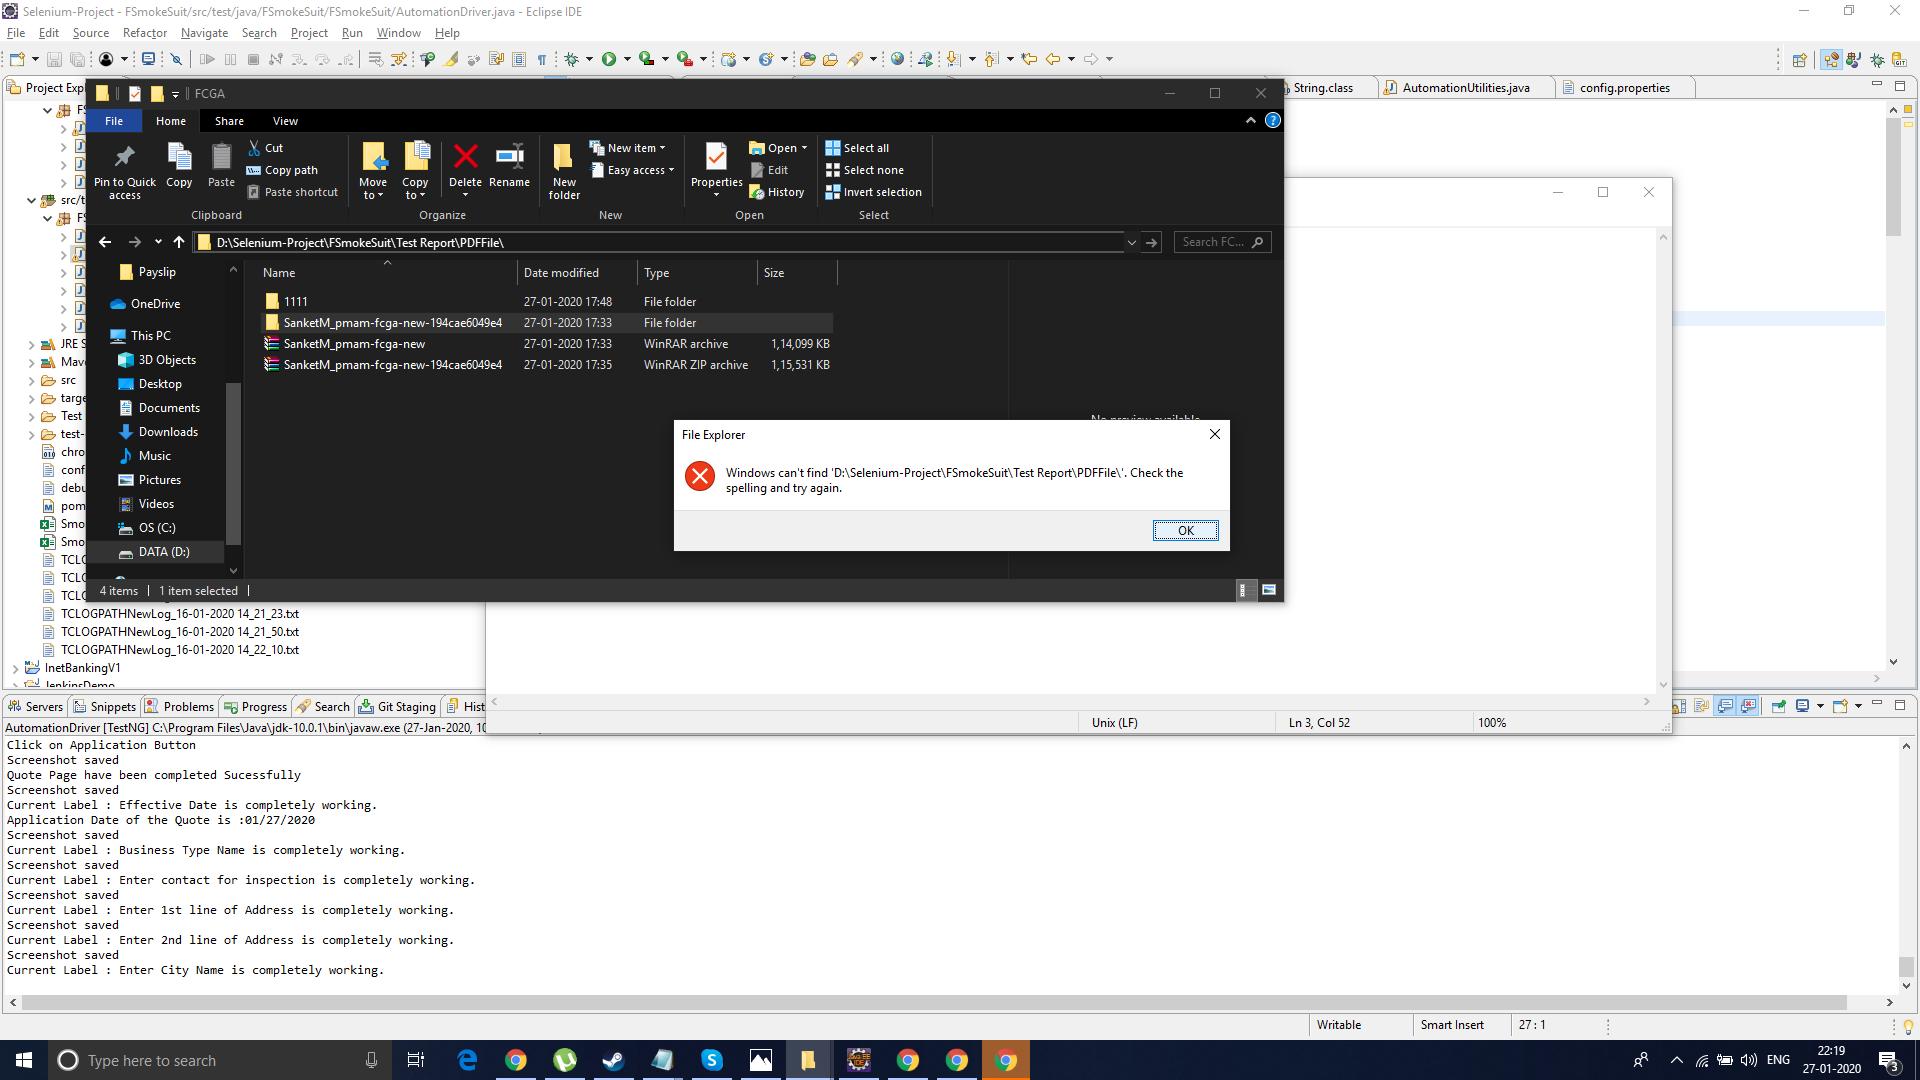 Selenium-Project - FSmokeSuit/src/test/java/FSmokeSuit/FSmokeSuit/AutomationDriver.java - Eclipse IDE
File Edit Source Refactor Navigate Search Project Run Window Help
Project Expl
String.class
AutomationUtilities.java
config.properties
FS
src/t
FS
JRE S
Mave
src
targe
Test
test-
chro
conf
debu
pom
Smo
Smo
TCLO
TCLO
TCLO
TCLOGPATHNewLog_16-01-2020 14_21_23.txt
TCLOGPATHNewLog_16-01-2020 14_21_50.txt
TCLOGPATHNewLog_16-01-2020 14_22_10.txt
InetBankingV1
JenkinsDemo
FCGA
File Home Share View
Pin to Quick access
Copy
Paste
Cut
Copy path
Paste shortcut
Clipboard
Move to
Copy to
Delete
Rename
Organize
New folder
New item
Easy access
New
Properties
Open
Edit
History
Open
Select all
Select none
Invert selection
Select
D:\Selenium-Project\FSmokeSuit\Test Report\PDFFile\
Search FC...
Payslip
OneDrive
This PC
3D Objects
Desktop
Documents
Downloads
Music
Pictures
Videos
OS (C:)
DATA (D:)
Name Date modified Type Size
1111 27-01-2020 17:48 File folder
SanketM_pmam-fcga-new-194cae6049e4 27-01-2020 17:33 File folder
SanketM_pmam-fcga-new 27-01-2020 17:33 WinRAR archive 1,14,099 KB
SanketM_pmam-fcga-new-194cae6049e4 27-01-2020 17:35 WinRAR ZIP archive 1,15,531 KB
No preview available
4 items 1 item selected
File Explorer
Windows can't find 'D:\Selenium-Project\FSmokeSuit\Test Report\PDFFile\'. Check the
spelling and try again.
OK
Unix (LF) Ln 3, Col 52 100%
Servers Snippets Problems Progress Search Git Staging Hist
AutomationDriver [TestNG] C:\Program Files\Java\jdk-10.0.1\bin\javaw.exe (27-Jan-2020, 10
Click on Application Button
Screenshot saved
Quote Page have been completed Sucessfully
Screenshot saved
Current Label : Effective Date is completely working.
Application Date of the Quote is :01/27/2020
Screenshot saved
Current Label : Business Type Name is completely working.
Screenshot saved
Current Label : Enter contact for inspection is completely working.
Screenshot saved
Current Label : Enter 1st line of Address is completely working.
Screenshot saved
Current Label : Enter 2nd line of Address is completely working.
Screenshot saved
Current Label : Enter City Name is completely working.
Writable Smart Insert 27 : 1
Type here to search
ENG
22:19
27-01-2020
3